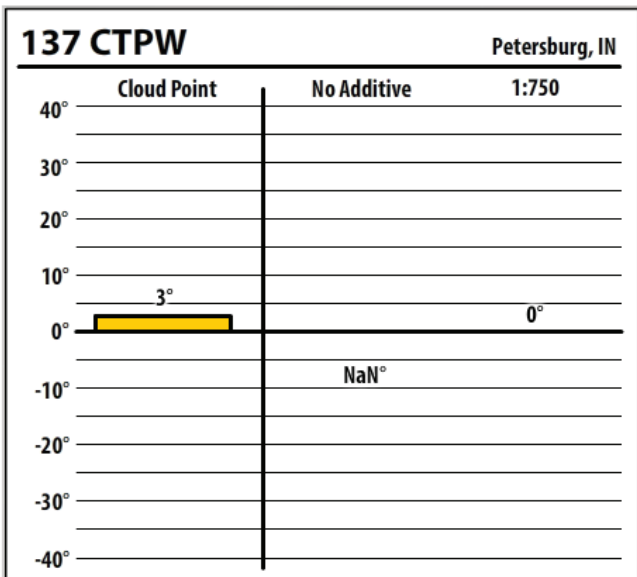 137 CTPW
Petersburg, IN
Cloud Point
No Additive
1:750
40°
30°
20°
10°
3°
0°
0°
NaN°
-10°
-20°
-30°
-40°